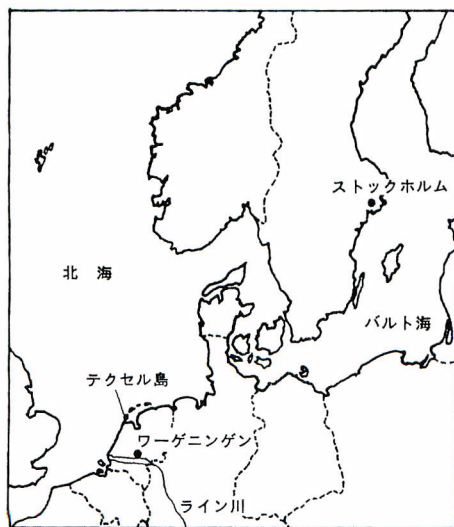 ストックホルム
北 海
バルト海
テクセル島
ワーゲニンゲン
ライン川